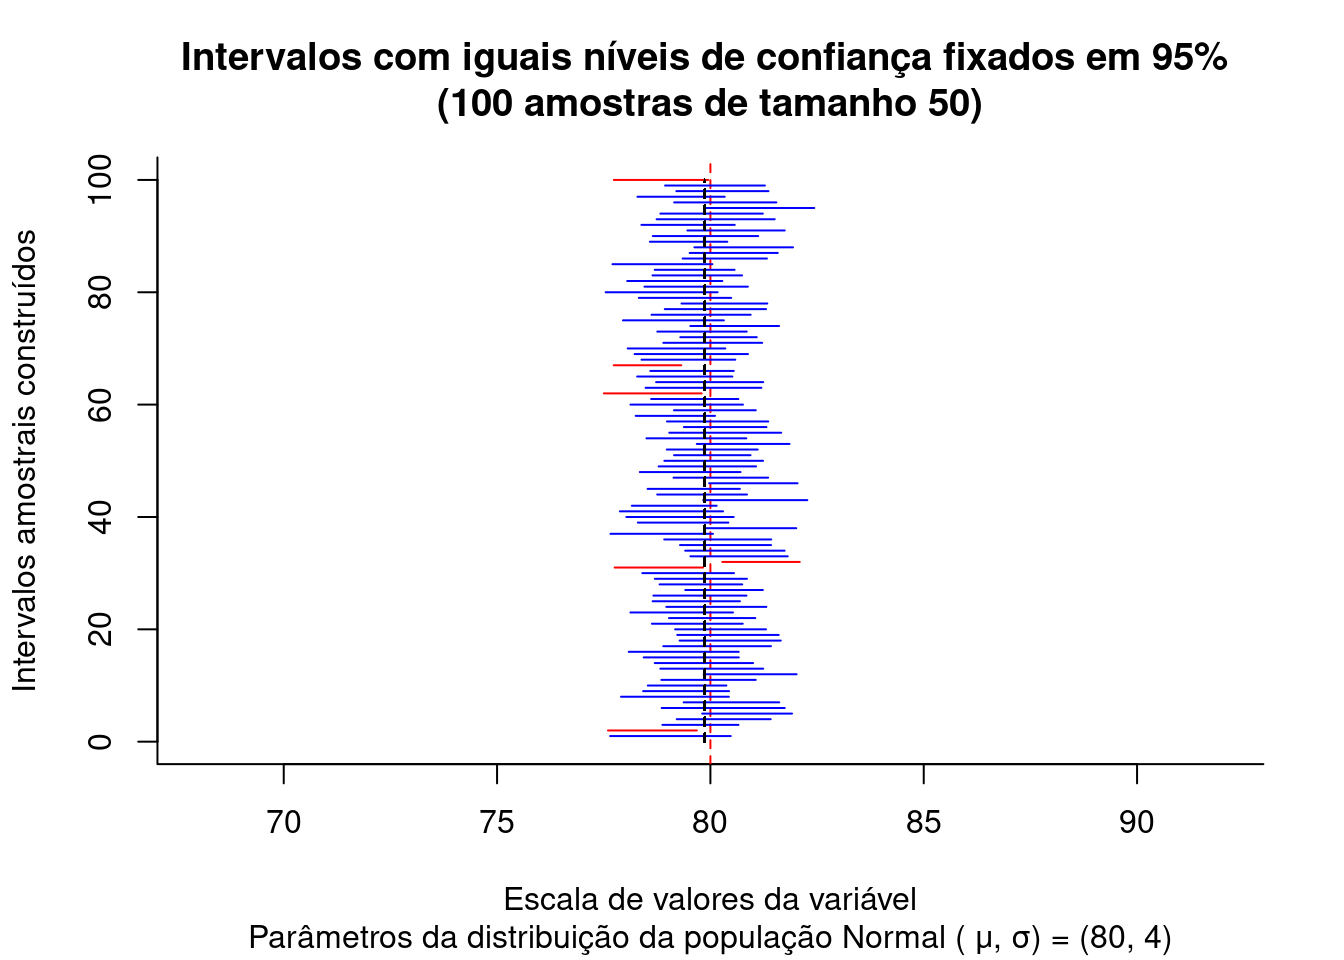 Intervalos com iguais níveis de confiança fixados em 95%
(100 amostras de tamanho 50)
Intervalos amostrais construídos
100
80
60
40
20
0
70 75 80 85 90
Escala de valores da variável
Parâmetros da distribuição da população Normal ( μ, σ) = (80, 4)